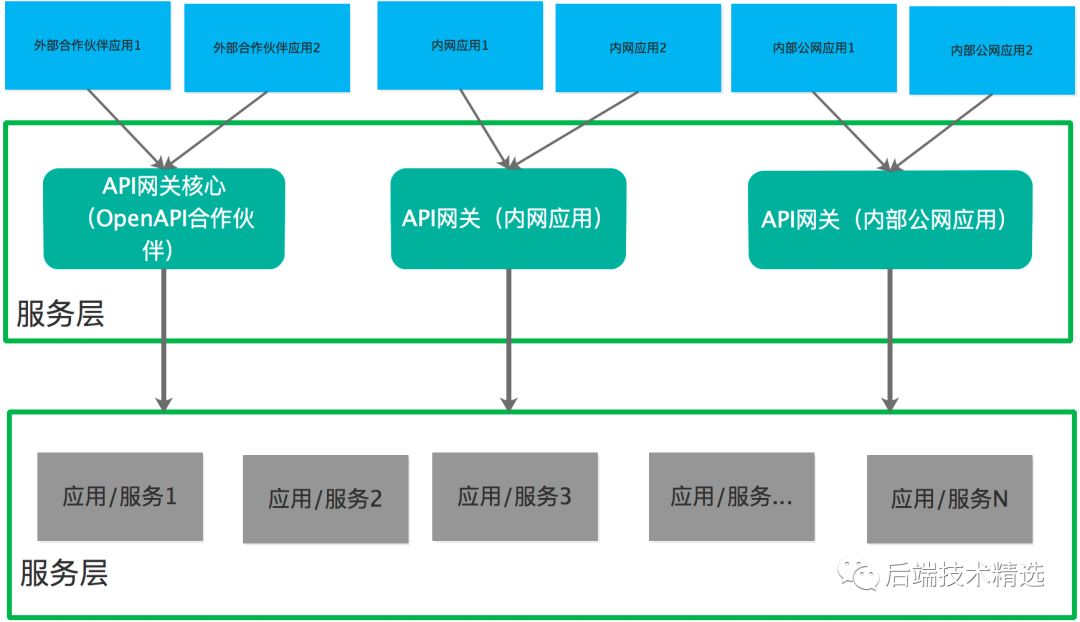 外部合作伙伴应用1
外部合作伙伴应用2
内网应用1
内网应用2
内部公网应用1
内部公网应用2
API网关核心
（OpenAPI合作伙
伴）
API网关（内网应用）
API网关（内部公网应用）
服务层
应用/服务1
应用/服务2
应用/服务3
应用/服务...
应用/服务N
服务层
后端技术精选